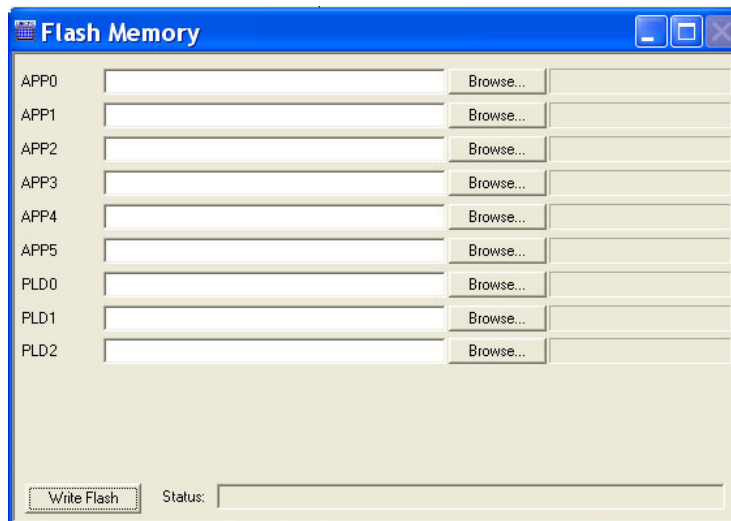 Flash Memory
APP0 Browse...
APP1 Browse...
APP2 Browse...
APP3 Browse...
APP4 Browse...
APP5 Browse...
PLD0 Browse...
PLD1 Browse...
PLD2 Browse...
Write Flash Status: